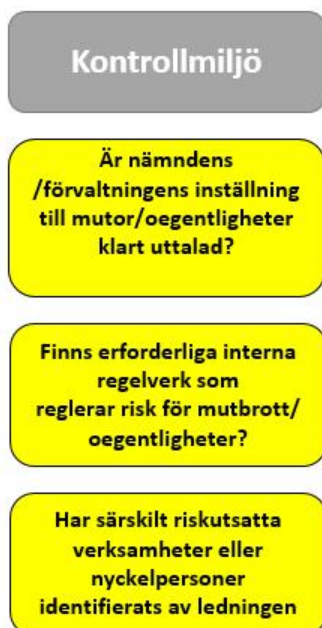 Kontrollmiljö
Är nämndens
/förvaltningens inställning
till mutor/oegentligheter
klart uttalad?
Finns erforderliga interna
regelverk som
reglerar risk för mutbrott/
oegentligheter?
Har särskilt riskutsatta
verksamheter eller
nyckelpersoner
identifierats av ledningen